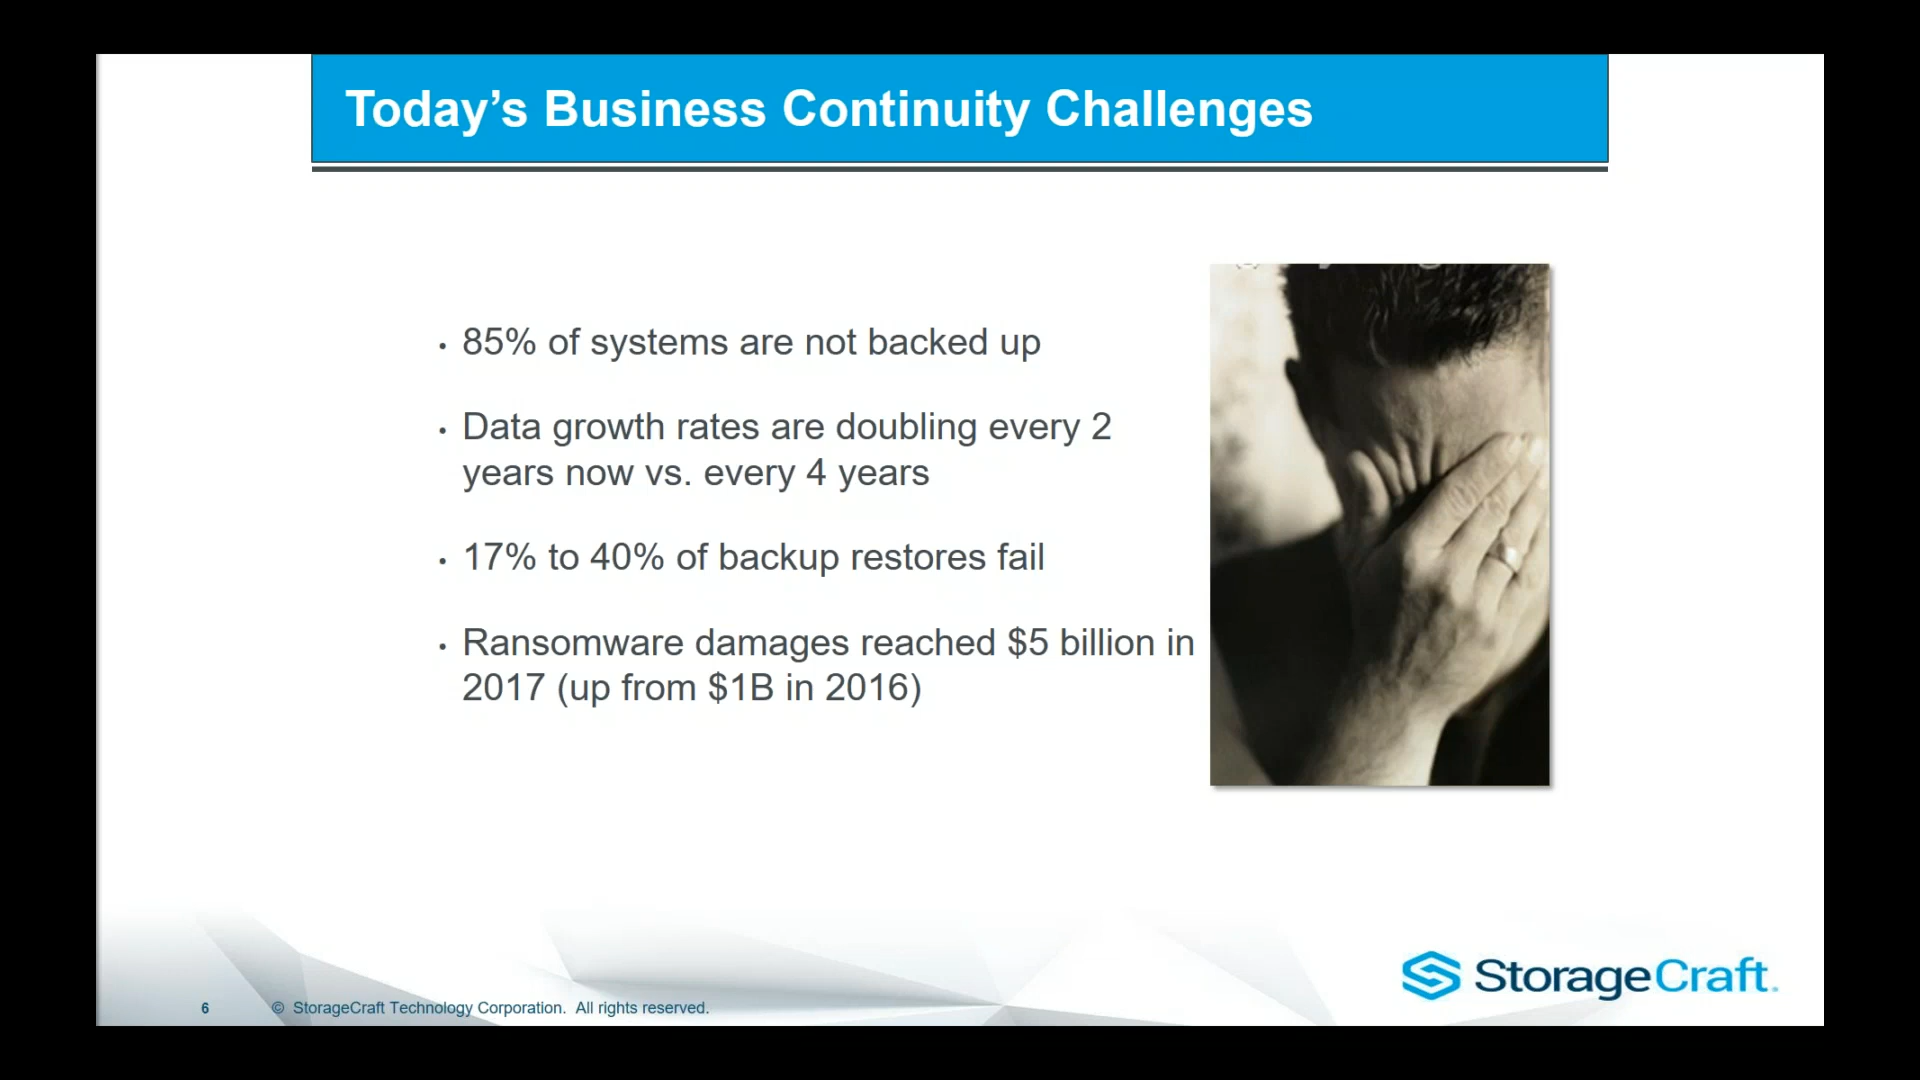 Today’s Business Continuity Challenges
• 85% of systems are not backed up
• Data growth rates are doubling every 2
years now vs. every 4 years
• 17% to 40% of backup restores fail
• Ransomware damages reached $5 billion in
2017 (up from $1B in 2016)
StorageCraft.
6 © StorageCraft Technology Corporation. All rights reserved.